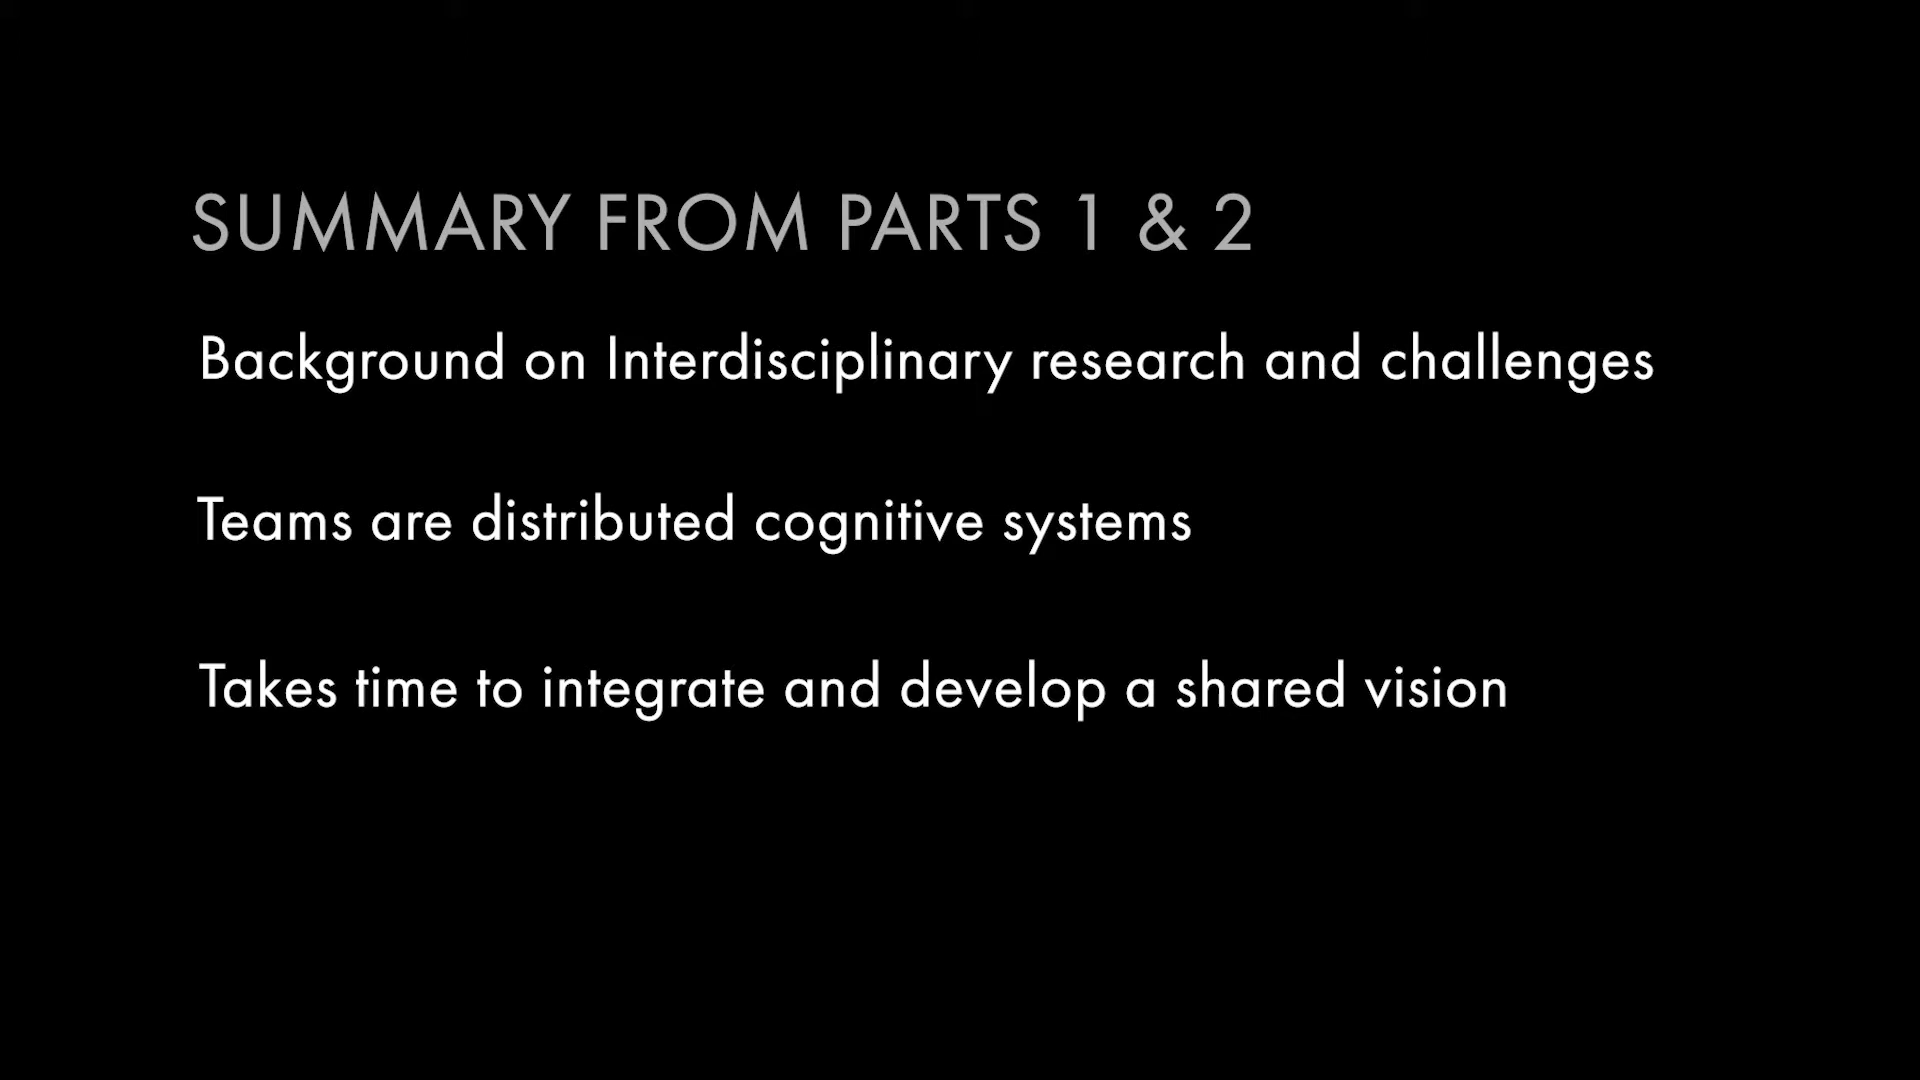 SUMMARY FROM PARTS 1 & 2
Background on Interdisciplinary research and challenges
Teams are distributed cognitive systems
Takes time to integrate and develop a shared vision